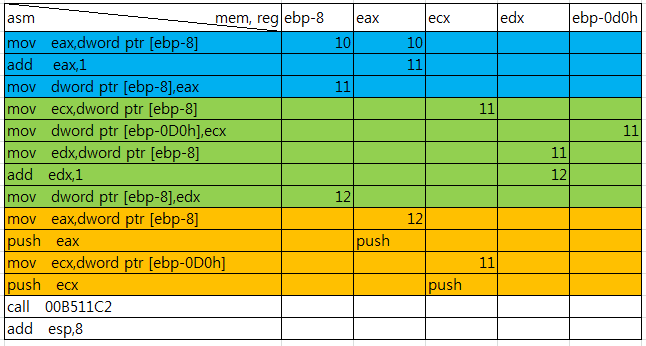 asm mem, reg ebp-8 eax ecx edx ebp-0d0h
mov eax,dword ptr [ebp-8] 10 10
add eax,1 11
mov dword ptr [ebp-8],eax 11
mov ecx,dword ptr [ebp-8] 11
mov dword ptr [ebp-0D0h],ecx 11
mov edx,dword ptr [ebp-8] 11
add edx,1 12
mov dword ptr [ebp-8],edx 12
mov eax,dword ptr [ebp-8] 12
push eax push
mov ecx,dword ptr [ebp-0D0h] 11
push ecx push
call 00B511C2
add esp,8